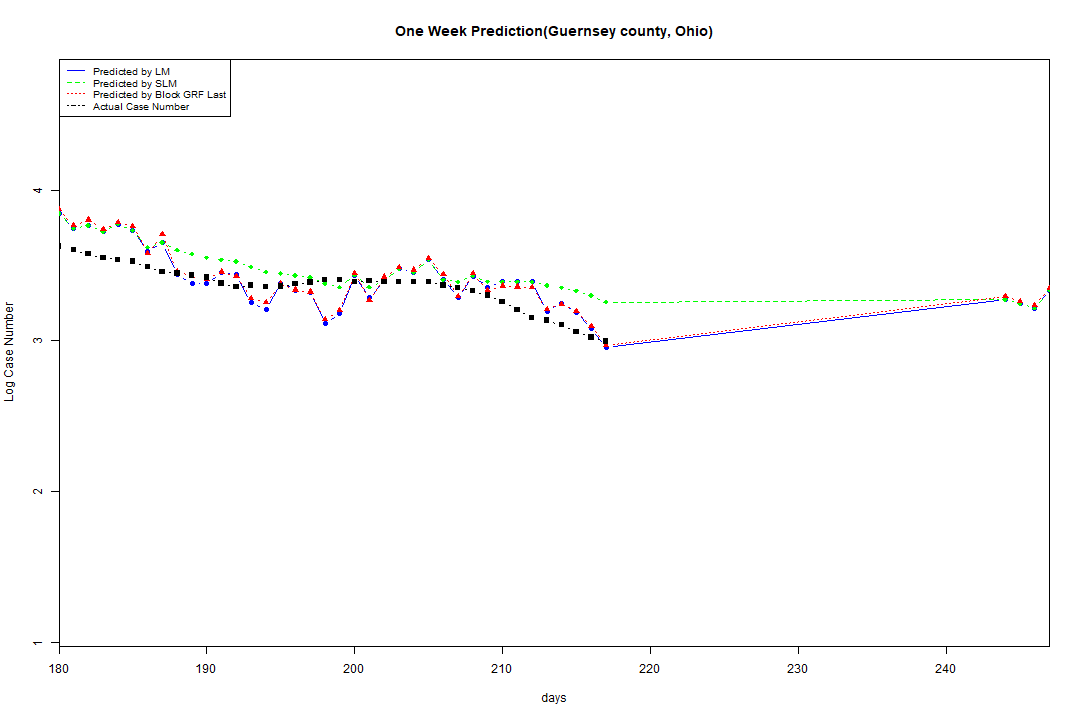 One Week Prediction(Guernsey county, Ohio)
Predicted by LM
Predicted by SLM
Predicted by Block GRF Last
Actual Case Number
Log Case Number
4
3
2
1
180 190 200 210 220 230 240
days